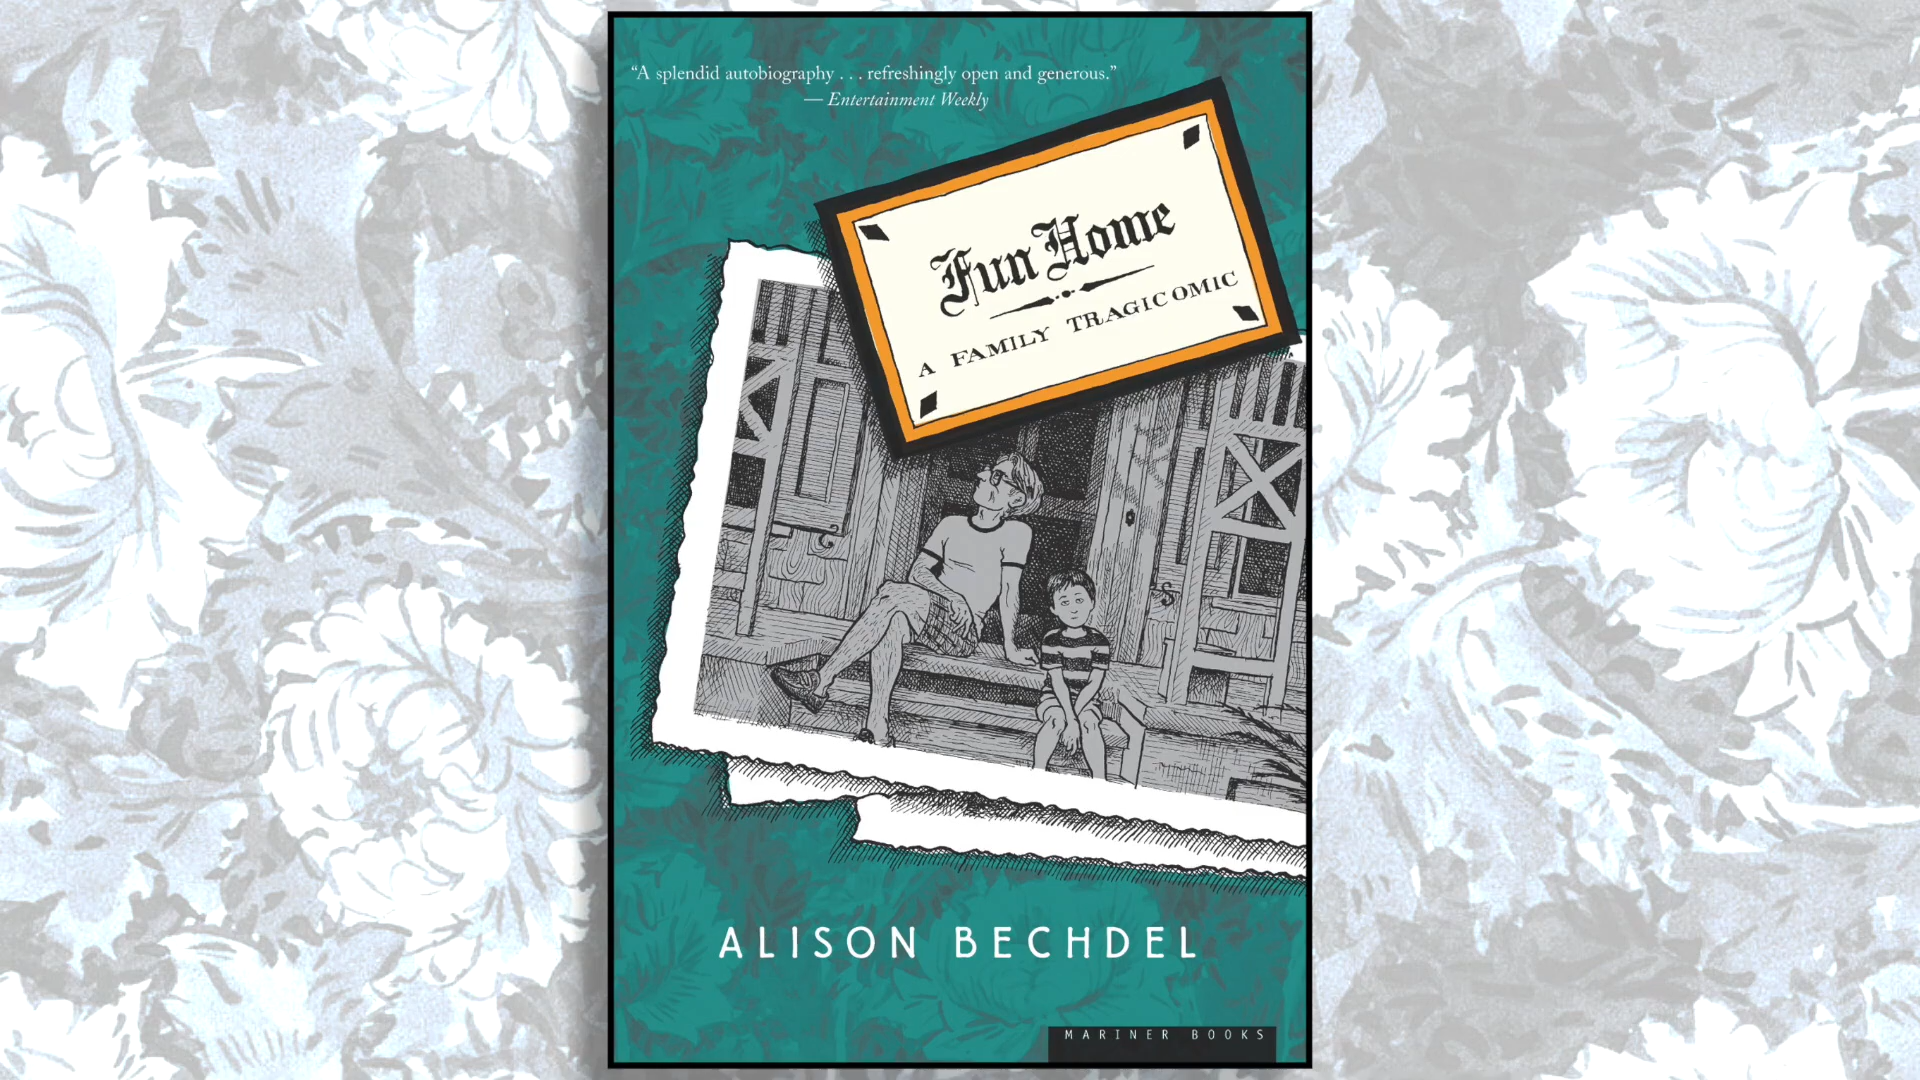 “A splendid autobiography . . . refreshingly open and generous.”
— Entertainment Weekly
Fun Home
A FAMILY TRAGICOMIC
ALISON BECHDEL
MARINER BOOKS